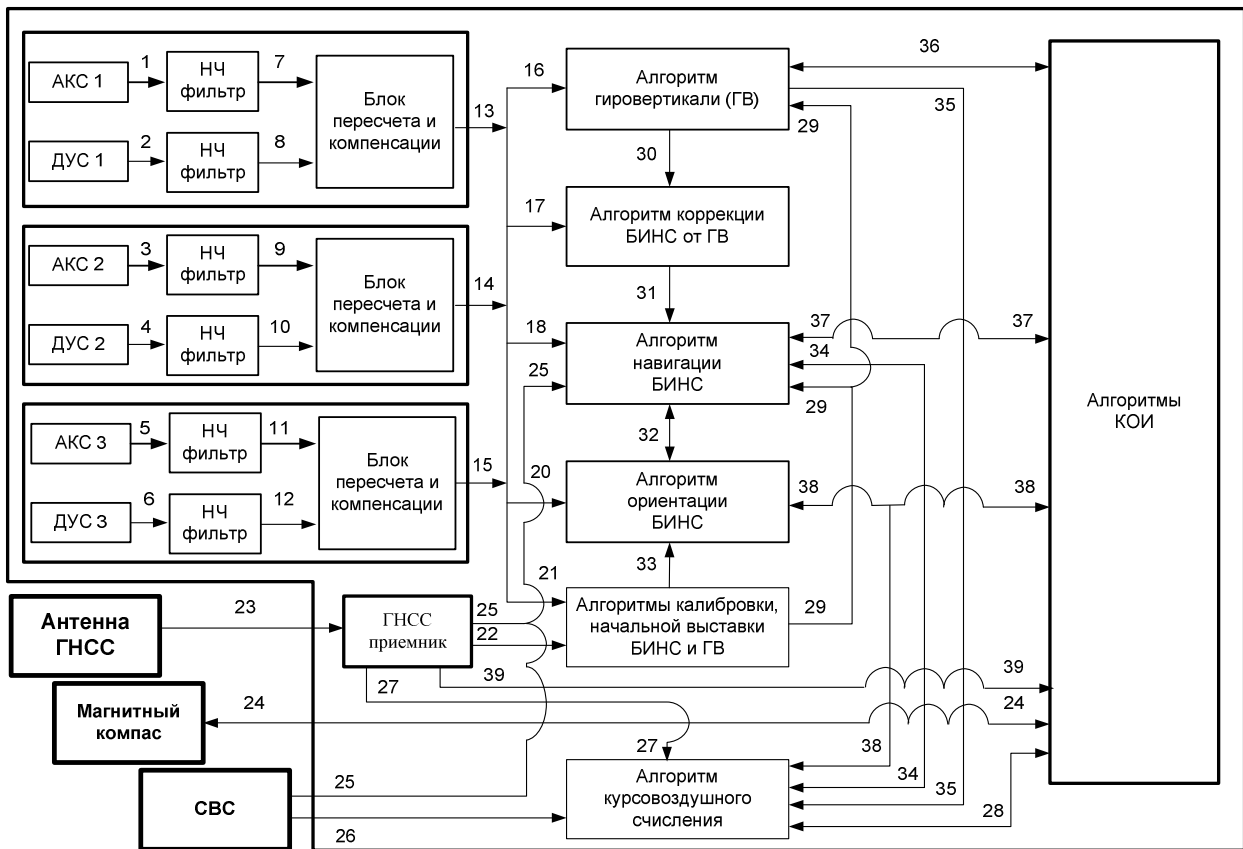 АКС 1
1
НЧ
фильтр
7
ДУС 1
2
НЧ
фильтр
8
Блок
пересчета и
компенсации
13
АКС 2
3
НЧ
фильтр
9
ДУС 2
4
НЧ
фильтр
10
Блок
пересчета и
компенсации
14
АКС 3
5
НЧ
фильтр
11
ДУС 3
6
НЧ
фильтр
12
Блок
пересчета и
компенсации
15
16
Алгоритм
гировертикали (ГВ)
36
35
29
30
17
Алгоритм коррекции
БИНС от ГВ
31
18
25
Алгоритм
навигации
БИНС
37
37
34
29
32
20
Алгоритм
ориентации
БИНС
38
38
33
21
Алгоритмы калибровки,
начальной выставки
БИНС и ГВ
29
Алгоритмы
КОИ
Антенна
ГНСС
23
ГНСС
приемник
25
22
27
39
39
Магнитный
компас
24
24
СВС
25
26
27
Алгоритм
курсовоздушного
счисления
38
34
35
28